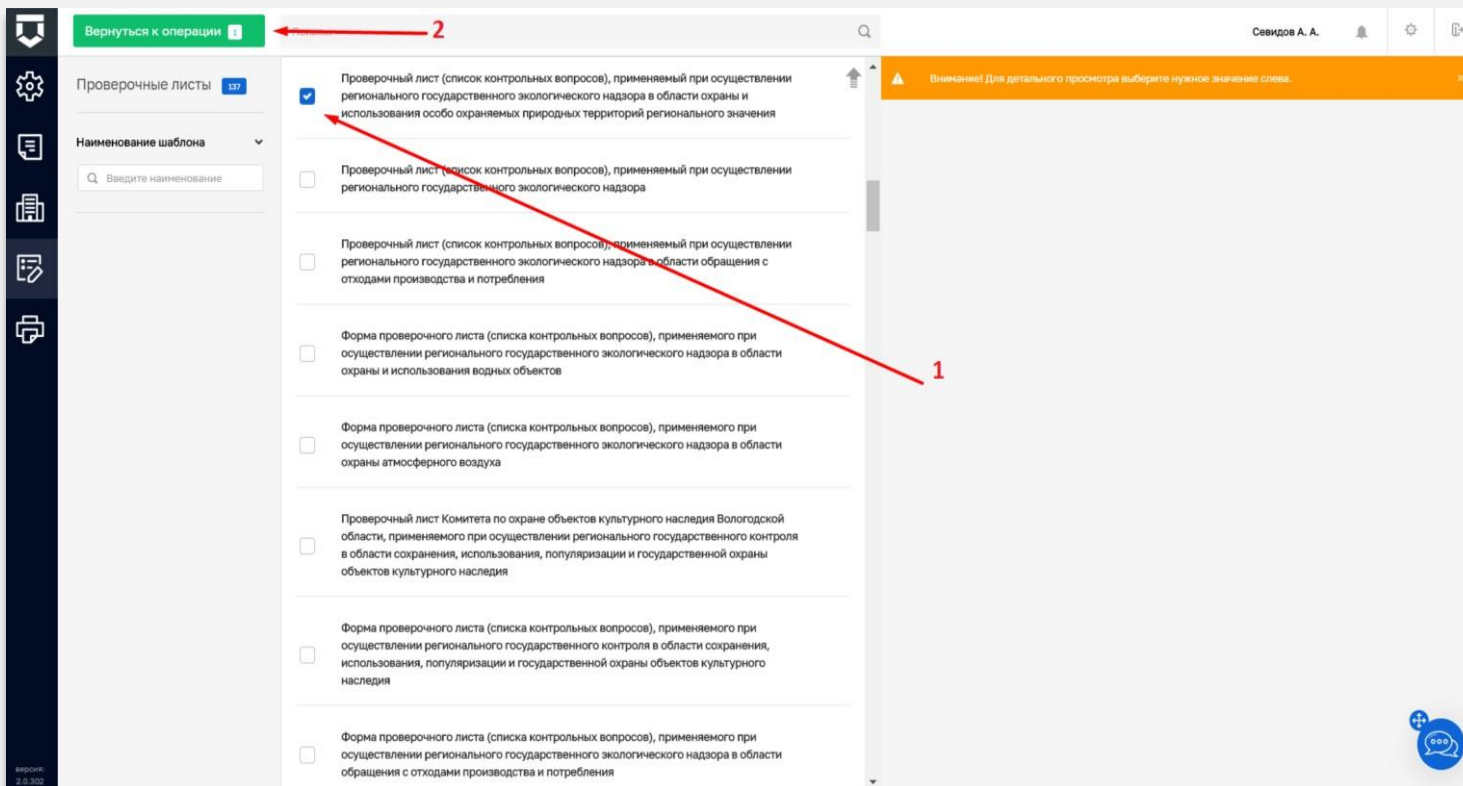 Вернуться к операции 1
2
Севидов А. А.
Проверочные листы 137
Наименование шаблона
Введите наименование
Проверочный лист (список контрольных вопросов), применяемый при осуществлении
регионального государственного экологического надзора в области охраны и
использования особо охраняемых природных территорий регионального значения
Внимание! Для детального просмотра выберите нужное значение слева.
Проверочный лист (список контрольных вопросов), применяемый при осуществлении
регионального государственного экологического надзора
Проверочный лист (список контрольных вопросов), применяемый при осуществлении
регионального государственного экологического надзора в области обращения с
отходами производства и потребления
Форма проверочного листа (списка контрольных вопросов), применяемого при
осуществлении регионального государственного экологического надзора в области
охраны и использования водных объектов
1
Форма проверочного листа (списка контрольных вопросов), применяемого при
осуществлении регионального государственного экологического надзора в области
охраны атмосферного воздуха
Проверочный лист Комитета по охране объектов культурного наследия Вологодской
области, применяемого при осуществлении регионального государственного контроля
в области сохранения, использования, популяризации и государственной охраны
объектов культурного наследия
Форма проверочного листа (списка контрольных вопросов), применяемого при
осуществлении регионального государственного контроля в области сохранения,
использования, популяризации и государственной охраны объектов культурного
наследия
Форма проверочного листа (списка контрольных вопросов), применяемого при
осуществлении регионального государственного экологического надзора в области
обращения с отходами производства и потребления
версия:
2.0.302